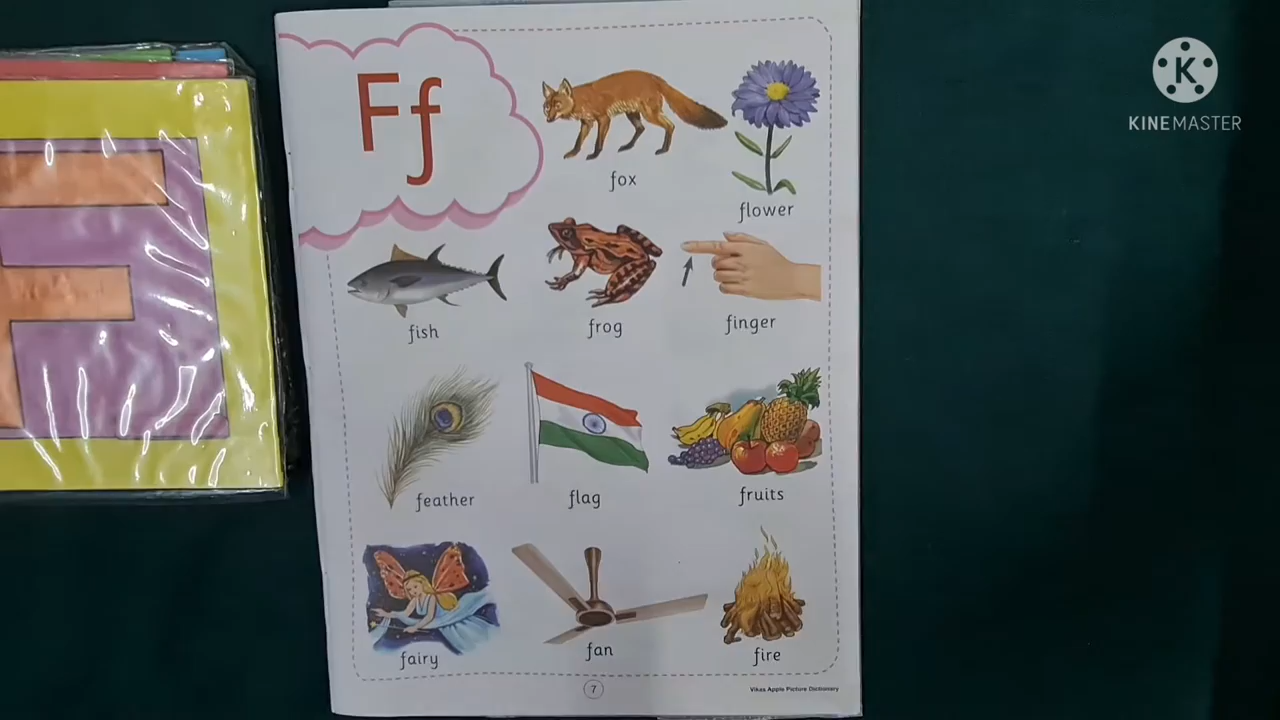 Ff
fox
flower
fish
frog
finger
feather
flag
fruits
fairy
fan
fire
7
Vikas Apple Picture Dictionary
K
KINEMASTER